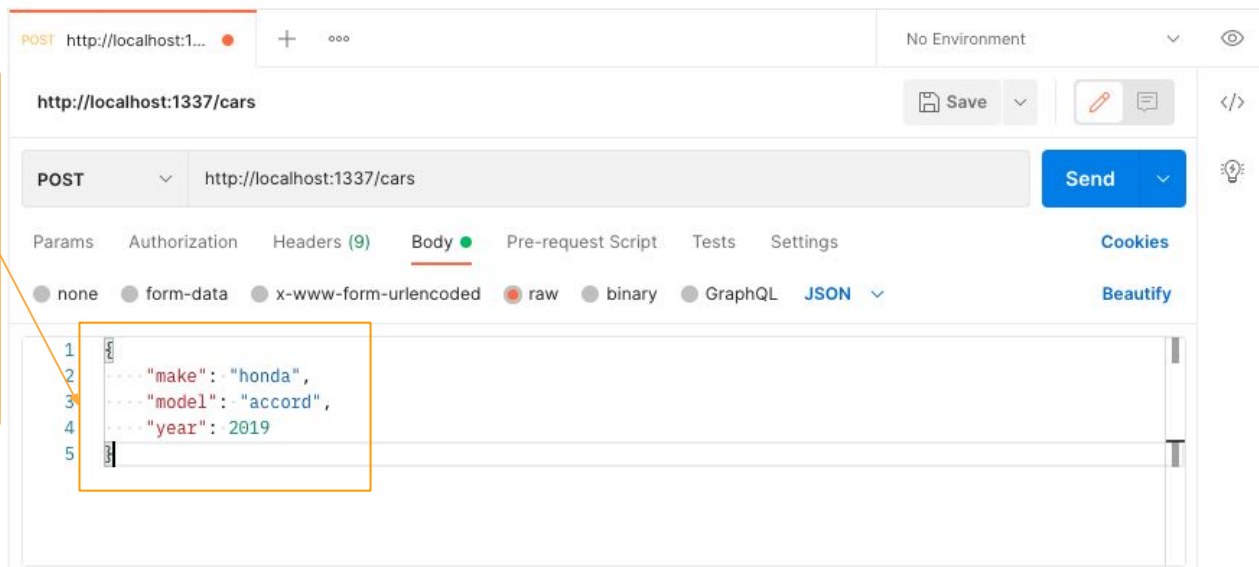 POST http://localhost:1... No Environment
http://localhost:1337/cars Save
POST http://localhost:1337/cars Send
Params Authorization Headers (9) Body Pre-request Script Tests Settings Cookies
none form-data x-www-form-urlencoded raw binary GraphQL JSON Beautify
1 {
2 "make": "honda",
3 "model": "accord",
4 "year": 2019
5 }